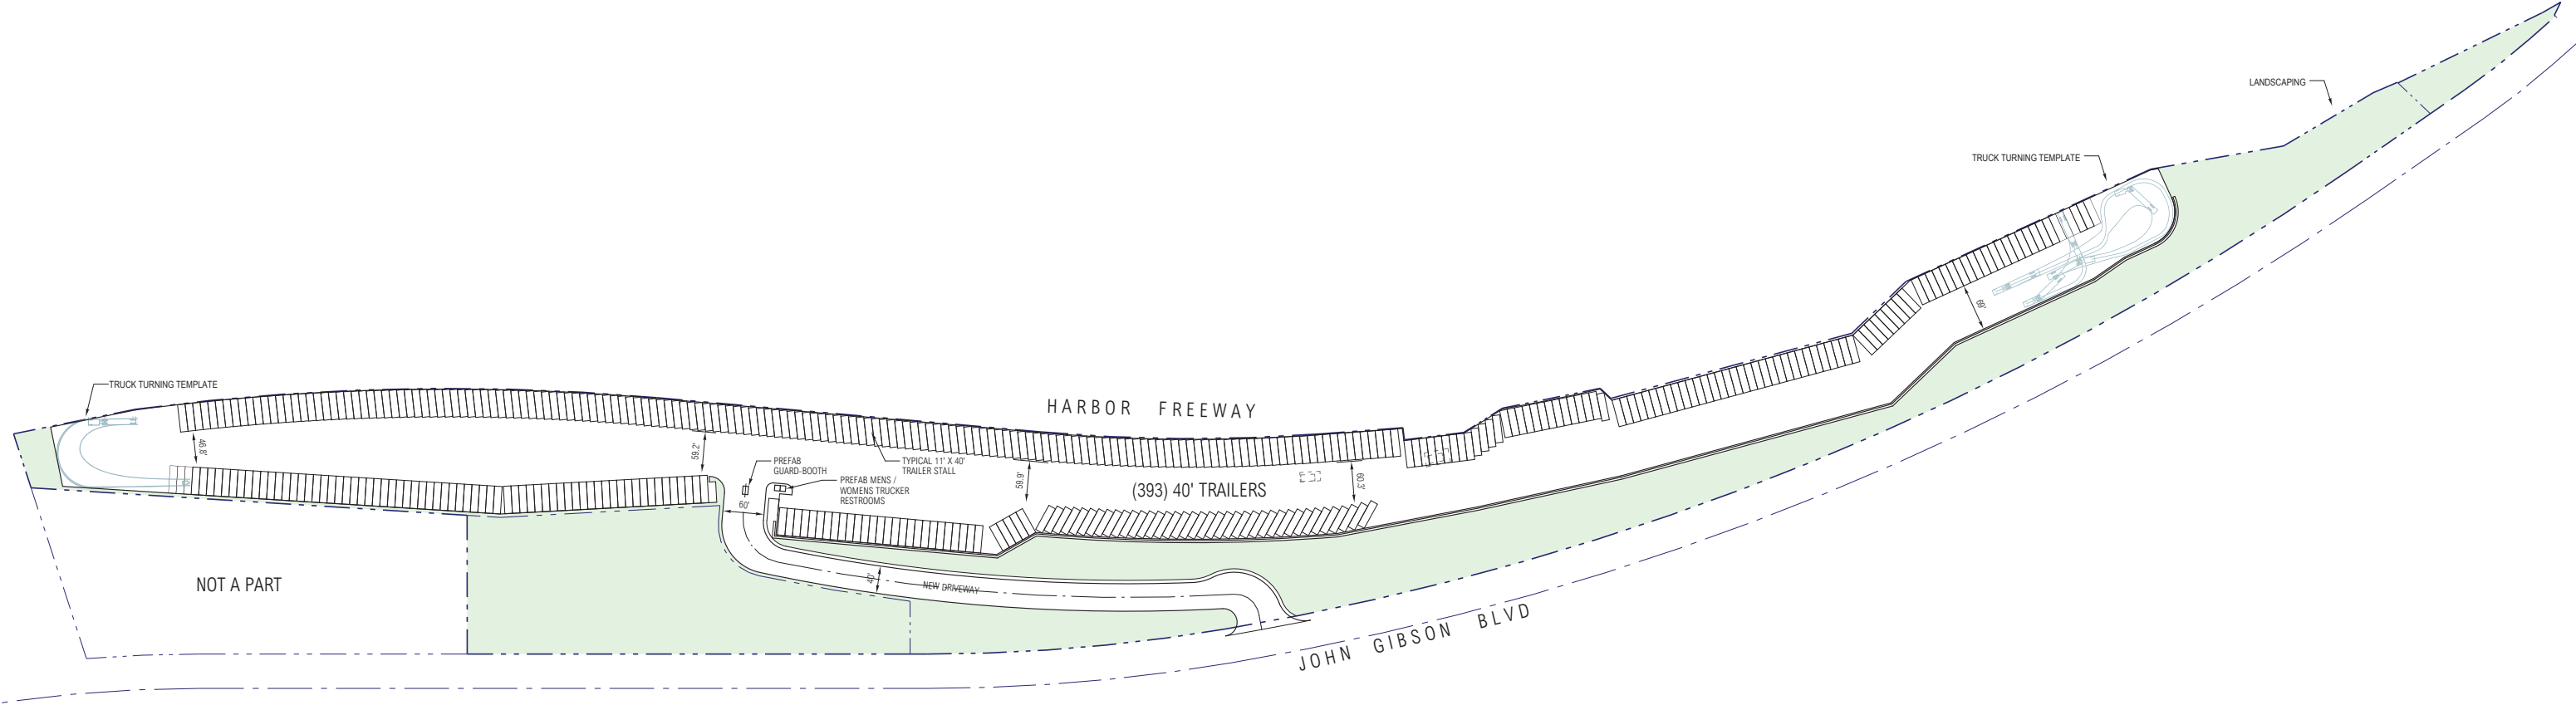 LANDSCAPING
TRUCK TURNING TEMPLATE
69'
TRUCK TURNING TEMPLATE
HARBOR FREEWAY
46.8'
59.2'
PREFAB
GUARD-BOOTH
TYPICAL 11' X 40'
TRAILER STALL
PREFAB MENS /
WOMENS TRUCKER
RESTROOMS
59.9'
(393) 40' TRAILERS
60.3'
60'
40'
NEW DRIVEWAY
NOT A PART
JOHN GIBSON BLVD